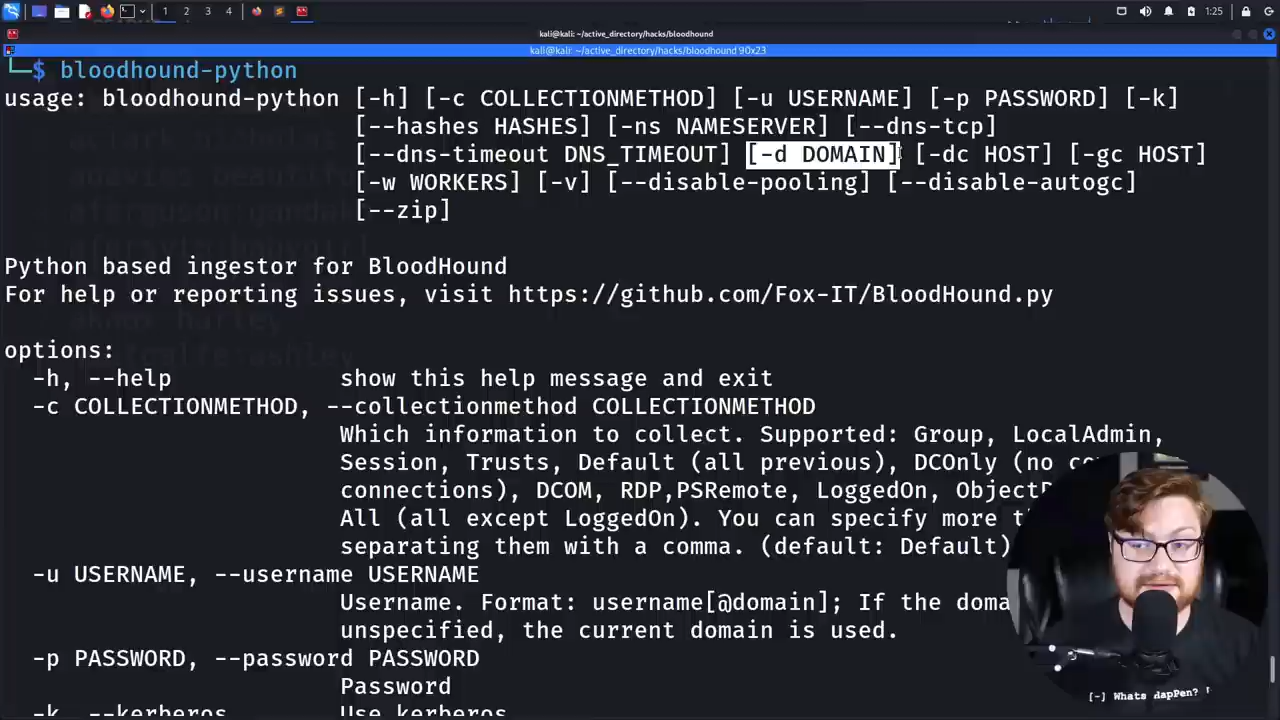 1 2 3 4
1:25
kali@kali: ~/active_directory/hacks/bloodhound
kali@kali: ~/active_directory/hacks/bloodhound 90x23
└─$ bloodhound-python
usage: bloodhound-python [-h] [-c COLLECTIONMETHOD] [-u USERNAME] [-p PASSWORD] [-k]
[--hashes HASHES] [-ns NAMESERVER] [--dns-tcp]
[--dns-timeout DNS_TIMEOUT] [-d DOMAIN] [-dc HOST] [-gc HOST]
[-w WORKERS] [-v] [--disable-pooling] [--disable-autogc]
[--zip]
Python based ingestor for BloodHound
For help or reporting issues, visit https://github.com/Fox-IT/BloodHound.py
options:
-h, --help show this help message and exit
-c COLLECTIONMETHOD, --collectionmethod COLLECTIONMETHOD
Which information to collect. Supported: Group, LocalAdmin,
Session, Trusts, Default (all previous), DCOnly (no
connections), DCOM, RDP,PSRemote, LoggedOn,
All (all except LoggedOn). You can specify more
separating them with a comma. (default: Default)
-u USERNAME, --username USERNAME
Username. Format: username[@domain]; If the
unspecified, the current domain is used.
-p PASSWORD, --password PASSWORD
Password
-k, --kerberos Use kerberos
[-] Whats HapPen?